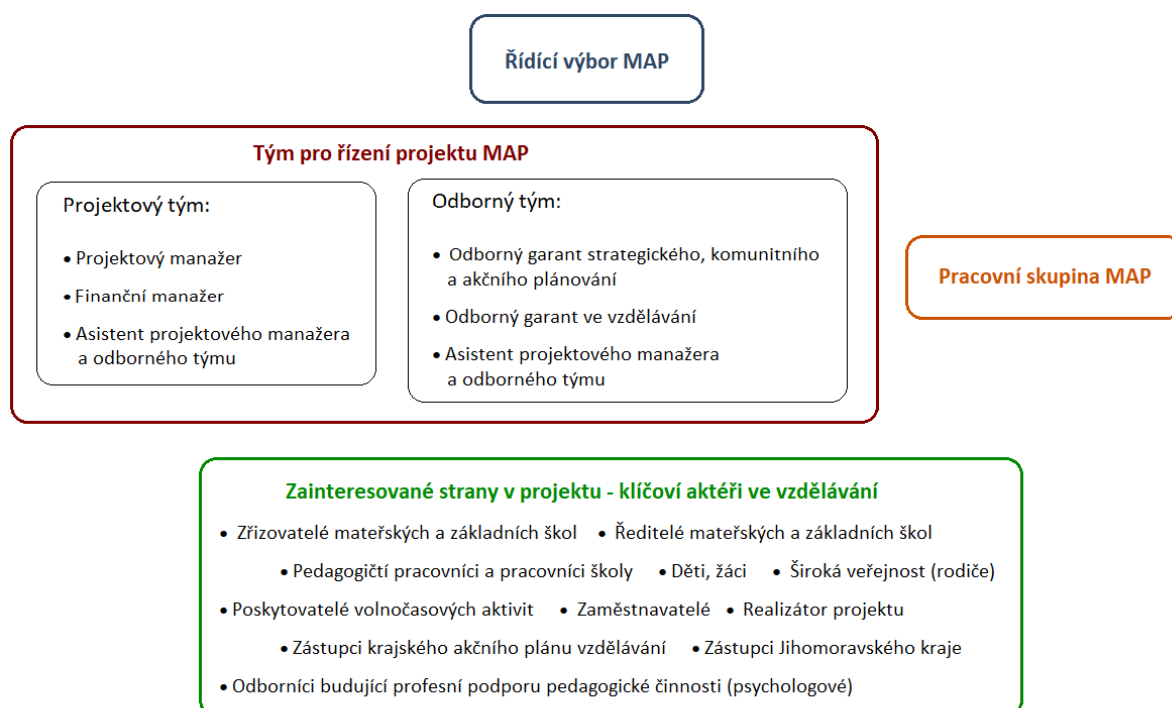 Řídící výbor MAP
Tým pro řízení projektu MAP
Projektový tým:
• Projektový manažer
• Finanční manažer
• Asistent projektového manažera
a odborného týmu
Odborný tým:
• Odborný garant strategického, komunitního
a akčního plánování
• Odborný garant ve vzdělávání
• Asistent projektového manažera
a odborného týmu
Pracovní skupina MAP
Zainteresované strany v projektu - klíčoví aktéři ve vzdělávání
• Zřizovatelé mateřských a základních škol • Ředitelé mateřských a základních škol
• Pedagogičtí pracovníci a pracovníci školy • Děti, žáci • Široká veřejnost (rodiče)
• Poskytovatelé volnočasových aktivit • Zaměstnavatelé • Realizátor projektu
• Zástupci krajského akčního plánu vzdělávání • Zástupci Jihomoravského kraje
• Odborníci budující profesní podporu pedagogické činnosti (psychologové)